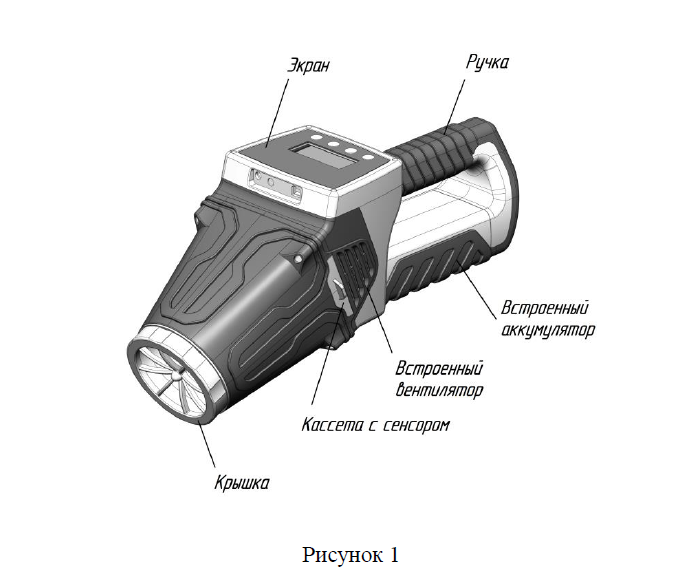 Экран
Ручка
Встроенный
аккумулятор
Встроенный
вентилятор
Кассета с сенсором
Крышка
Рисунок 1